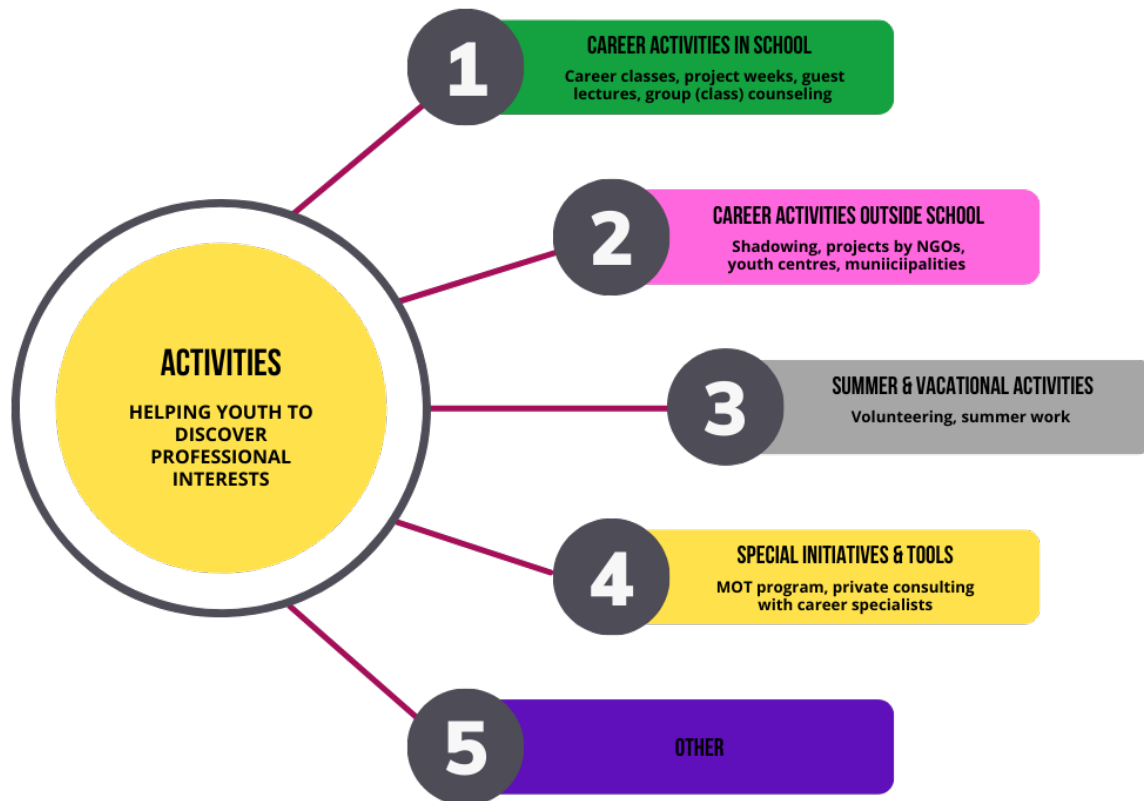 1
CAREER ACTIVITIES IN SCHOOL
Career classes, project weeks, guest
lectures, group (class) counseling
2
CAREER ACTIVITIES OUTSIDE SCHOOL
Shadowing, projects by NGOs,
youth centres, muniiciipalities
ACTIVITIES
HELPING YOUTH TO
DISCOVER
PROFESSIONAL
INTERESTS
3
SUMMER & VACATIONAL ACTIVITIES
Volunteering, summer work
4
SPECIAL INITIATIVES & TOOLS
MOT program, private consulting
with career specialists
5
OTHER